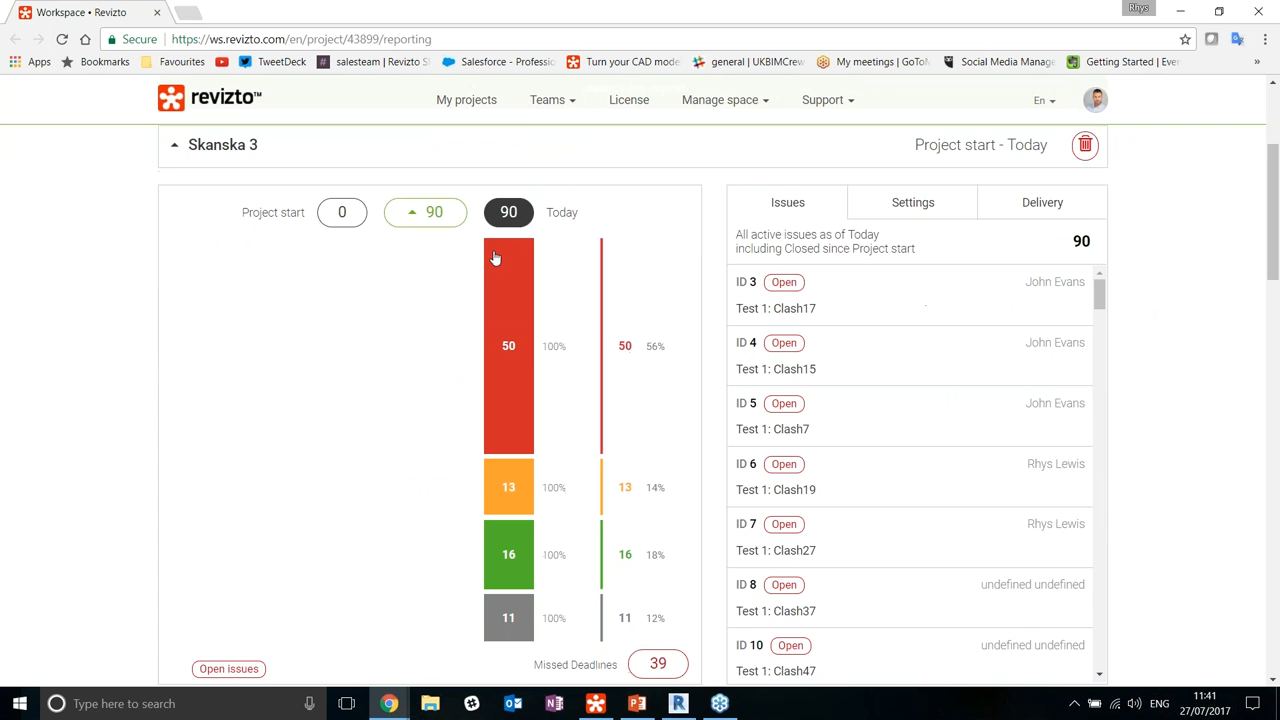 Workspace • Revizto
Rhys
Secure
https://ws.revizto.com/en/project/43899/reporting
Apps
Bookmarks
Favourites
TweetDeck
salesteam | Revizto S
Salesforce - Professio
Turn your CAD mode
general | UKBIMCrew
My meetings | GoTo
Social Media Manage
Getting Started | Ever
»
revizto™
My projects
Teams
License
Manage space
Support
En
Skanska 3
Project start - Today
Project start
0
90
90
Today
50
100%
50
56%
13
100%
13
14%
16
100%
16
18%
11
100%
11
12%
Missed Deadlines
39
Open issues
Issues
Settings
Delivery
All active issues as of Today
including Closed since Project start
90
ID 3 Open John Evans
Test 1: Clash17
ID 4 Open John Evans
Test 1: Clash15
ID 5 Open John Evans
Test 1: Clash7
ID 6 Open Rhys Lewis
Test 1: Clash19
ID 7 Open Rhys Lewis
Test 1: Clash27
ID 8 Open undefined undefined
Test 1: Clash37
ID 10 Open undefined undefined
Test 1: Clash47
Type here to search
ENG
11:41
27/07/2017